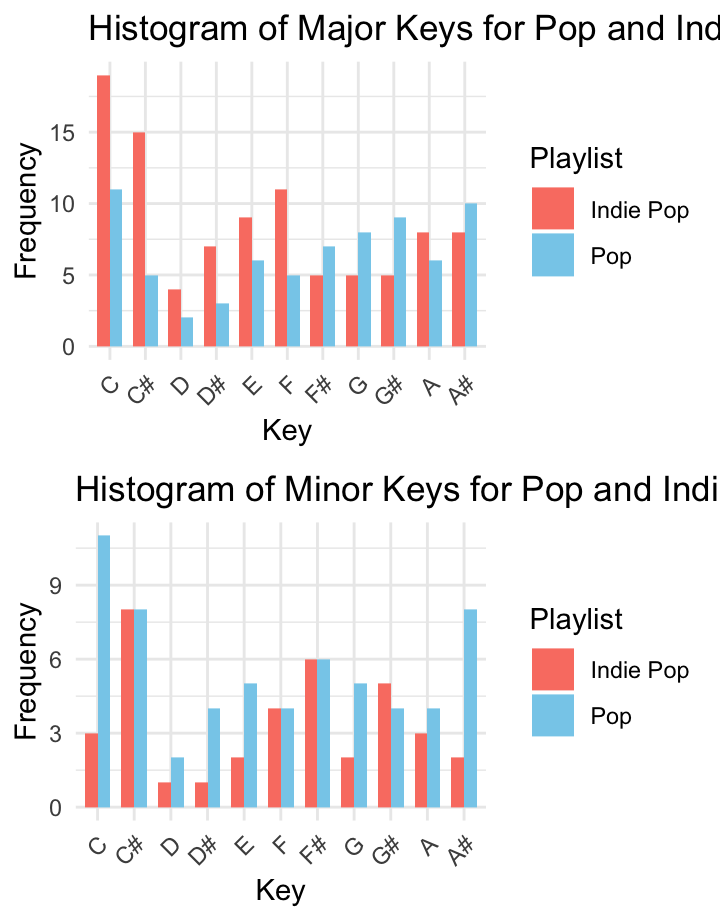 Histogram of Major Keys for Pop and Ind
Frequency
15
10
5
0
C C# D D# E F F# G G# A A#
Key
Playlist
Indie Pop
Pop
Histogram of Minor Keys for Pop and Indi
Frequency
9
6
3
0
C C# D D# E F F# G G# A A#
Key
Playlist
Indie Pop
Pop